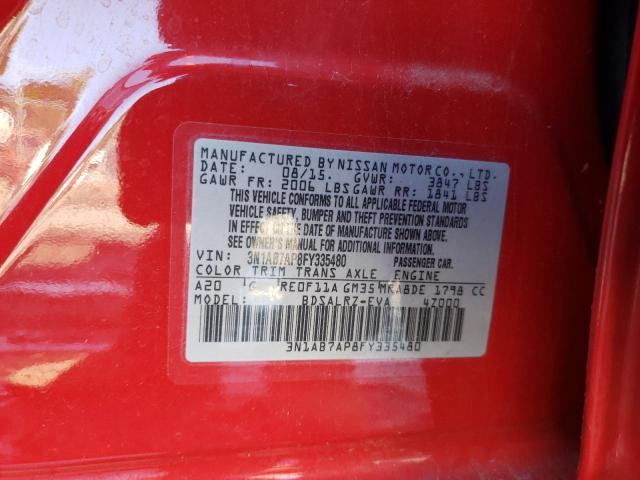 MANUFACTURED BY NISSAN MOTOR CO., LTD.
DATE: 08/15. GVWR: 3847 LBS
GAWR FR: 2006 LBS GAWR RR: 1841 LBS
THIS VEHICLE CONFORMS TO ALL APPLICABLE FEDERAL MOTOR
VEHICLE SAFETY, BUMPER AND THEFT PREVENTION STANDARDS
IN EFFECT ON THE DATE OF MANUFACTURE SHOWN ABOVE.
SEE OWNER'S MANUAL FOR ADDITIONAL INFORMATION.
VIN: 3N1AB7AP8FY335480 PASSENGER CAR.
COLOR TRIM TRANS AXLE ENGINE
A20 G RE0F11A GM35 MRA8DE 1798 CC
MODEL: BDSALRZ-EVA 4Z000
3N1AB7AP8FY335480